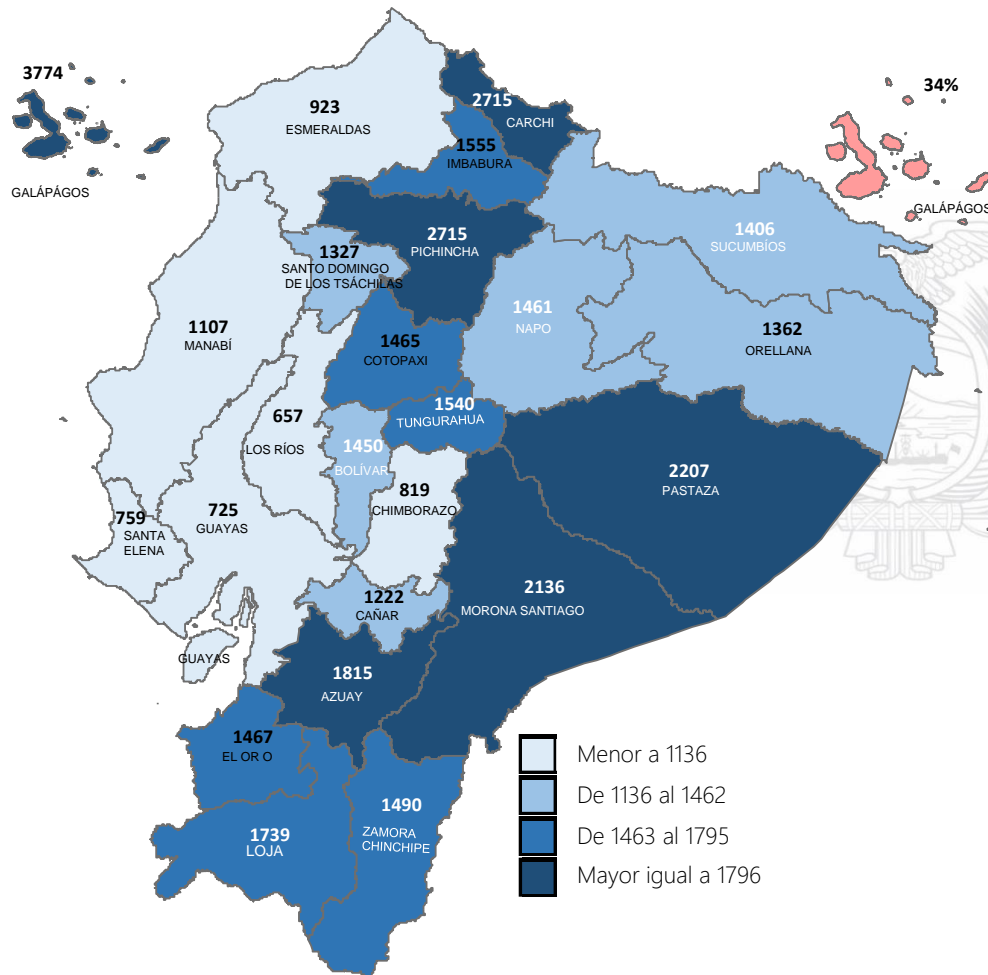 3774
GALÁPÁGOS
34%
GALÁPÁGOS
923
ESMERALDAS
2715
CARCHI
1555
IMBABURA
2715
PICHINCHA
1406
SUCUMBÍOS
1327
SANTO DOMINGO
DE LOS TSÁCHILAS
1461
NAPO
1107
MANABÍ
1465
COTOPAXI
1362
ORELLANA
657
LOS RÍOS
1540
TUNGURAHUA
1450
BOLÍVAR
2207
PASTAZA
819
CHIMBORAZO
759
SANTA
ELENA
725
GUAYAS
2136
MORONA SANTIAGO
1222
CAÑAR
GUAYAS
1815
AZUAY
1467
EL OR O
1490
ZAMORA
CHINCHIPE
1739
LOJA
Menor a 1136
De 1136 al 1462
De 1463 al 1795
Mayor igual a 1796